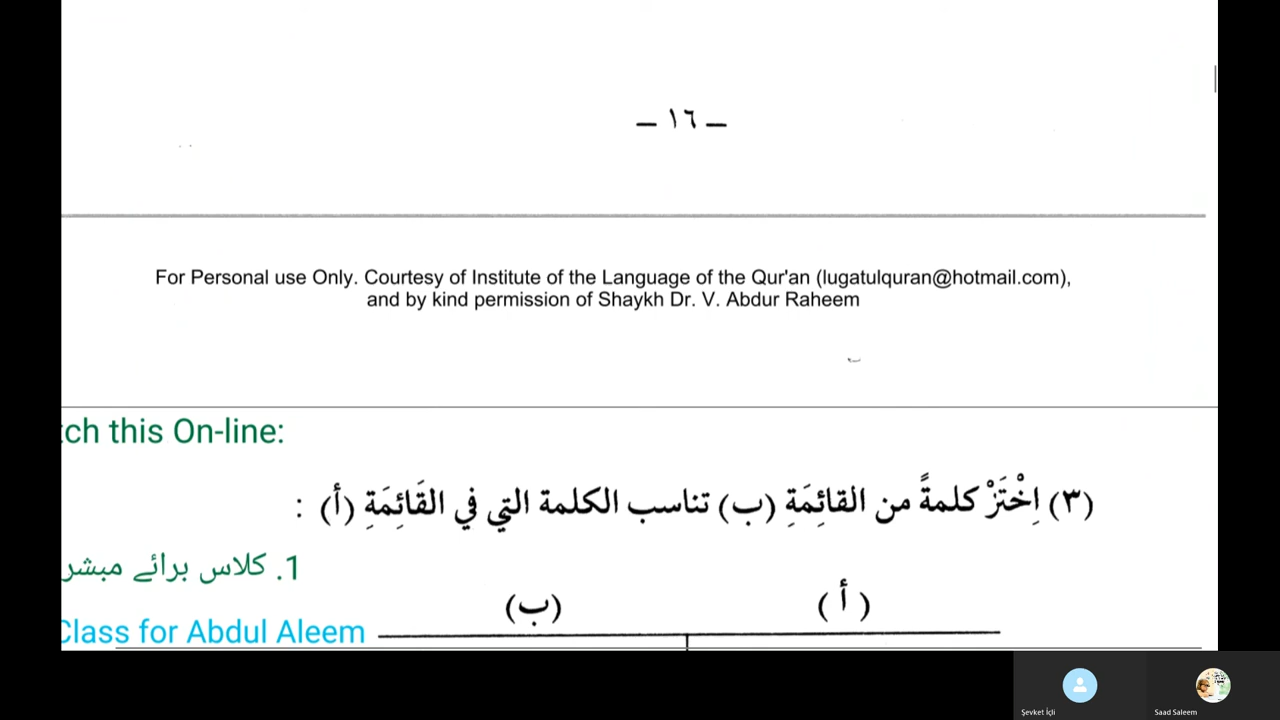 – ١٦ –
For Personal use Only. Courtesy of Institute of the Language of the Qur'an (lugatulquran@hotmail.com),
and by kind permission of Shaykh Dr. V. Abdur Raheem
ch this On-line:
(٣) اِخْتَرْ كلمةً من القائِمَةِ (ب) تناسب الكلمة التي في القَائِمَةِ (أ) :
1. كلاس برائے مبشر
(أ) (ب)
Class for Abdul Aleem
Şevket İçli
Saad Saleem